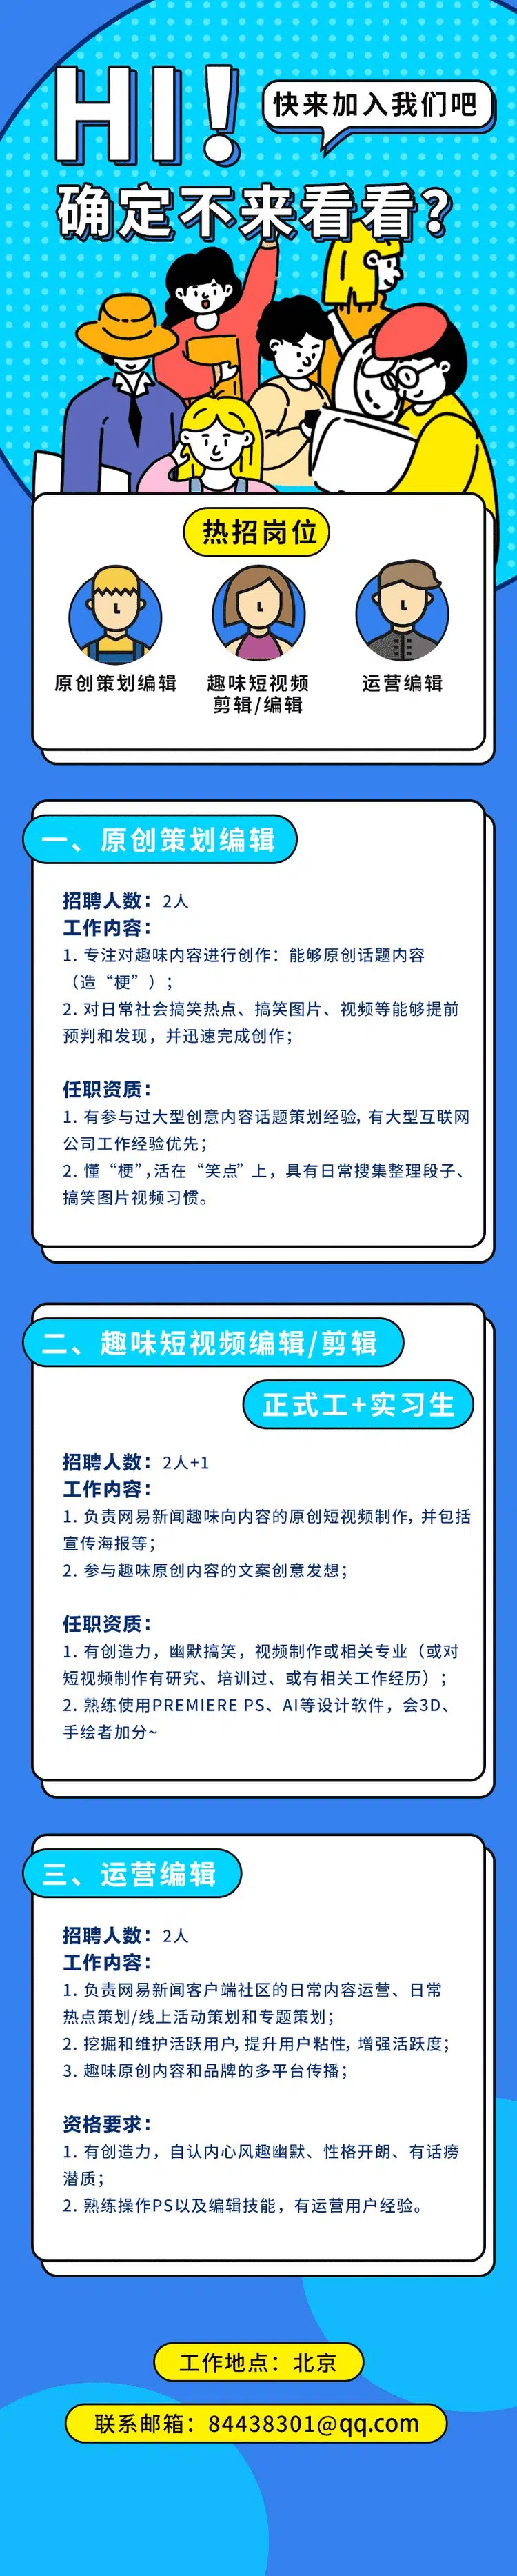 HI!
快来加入我们吧
确定不来看看?
热招岗位
原创策划编辑
趣味短视频
剪辑/编辑
运营编辑
一、原创策划编辑
招聘人数：2人
工作内容：
1. 专注对趣味内容进行创作：能够原创话题内容
（造“梗”）；
2. 对日常社会搞笑热点、搞笑图片、视频等能够提前
预判和发现，并迅速完成创作；
任职资质：
1. 有参与过大型创意内容话题策划经验，有大型互联网
公司工作经验优先；
2. 懂“梗”，活在“笑点”上，具有日常搜集整理段子、
搞笑图片视频习惯。
二、趣味短视频编辑/剪辑
正式工+实习生
招聘人数：2人+1
工作内容：
1. 负责网易新闻趣味向内容的原创短视频制作，并包括
宣传海报等；
2. 参与趣味原创内容的文案创意发想；
任职资质：
1. 有创造力，幽默搞笑，视频制作或相关专业（或对
短视频制作有研究、培训过、或有相关工作经历）；
2. 熟练使用PREMIERE PS、AI等设计软件，会3D、
手绘者加分~
三、运营编辑
招聘人数：2人
工作内容：
1. 负责网易新闻客户端社区的日常内容运营、日常
热点策划/线上活动策划和专题策划；
2. 挖掘和维护活跃用户，提升用户粘性，增强活跃度；
3. 趣味原创内容和品牌的多平台传播；
资格要求：
1. 有创造力，自认内心风趣幽默、性格开朗、有话痨
潜质；
2. 熟练操作PS以及编辑技能，有运营用户经验。
工作地点：北京
联系邮箱：84438301@qq.com